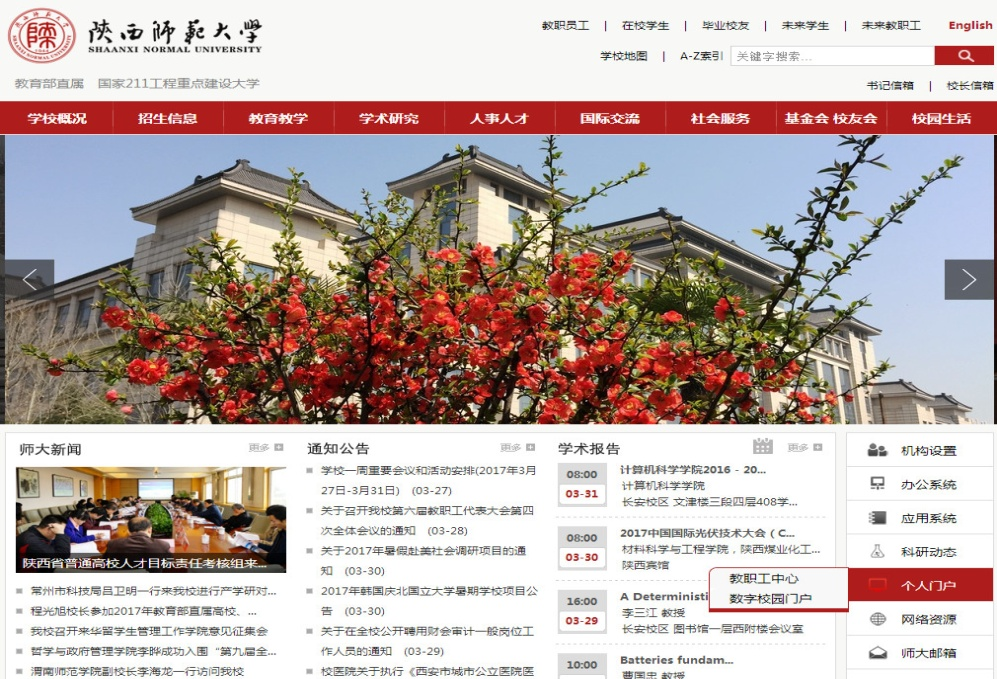 陕西师范大学
SHAANXI NORMAL UNIVERSITY
教育部直属 国家211工程重点建设大学
教职员工 | 在校学生 | 毕业校友 | 未来学生 | 未来教职工 English
学校地图 | A-Z索引 关键字搜索...
书记信箱 | 校长信箱
学校概况 招生信息 教育教学 学术研究 人事人才 国际交流 社会服务 基金会 校友会 校园生活
师大新闻 更多
陕西省普通高校人才目标责任考核组来...
常州市科技局吕卫明一行来我校进行产学研对...
程光旭校长参加2017年教育部直属高校、...
我校召开来华留学生管理工作学院意见征集会
哲学与政府管理学院李晔成功入围“第九届全...
渭南师范学院副校长李海龙一行访问我校
通知公告 更多
学校一周重要会议和活动安排(2017年3月
27日-3月31日) (03-27)
关于召开我校第六届教职工代表大会第四
次全体会议的通知 (03-28)
关于2017年暑假赴美社会调研项目的通
知 (03-30)
2017年韩国庆北国立大学暑期学校项目公
告 (03-30)
关于在全校公开聘用财会审计一般岗位工
作人员的通知 (03-29)
校医院关于执行《西安市城市公立医院医
学术报告 更多
08:00
03-31
计算机科学学院2016 - 20...
计算机科学学院
长安校区 文津楼三段四层408学...
08:00
03-30
2017中国国际光伏技术大会（C...
材料科学与工程学院，陕西煤业化工...
陕西宾馆
16:00
03-29
A Deterministi
李三江 教授
长安校区 图书馆一层西附楼会议室
10:00
Batteries fundam...
曹国忠 教授
教职工中心
数字校园门户
机构设置
办公系统
应用系统
科研动态
个人门户
网络资源
师大邮箱